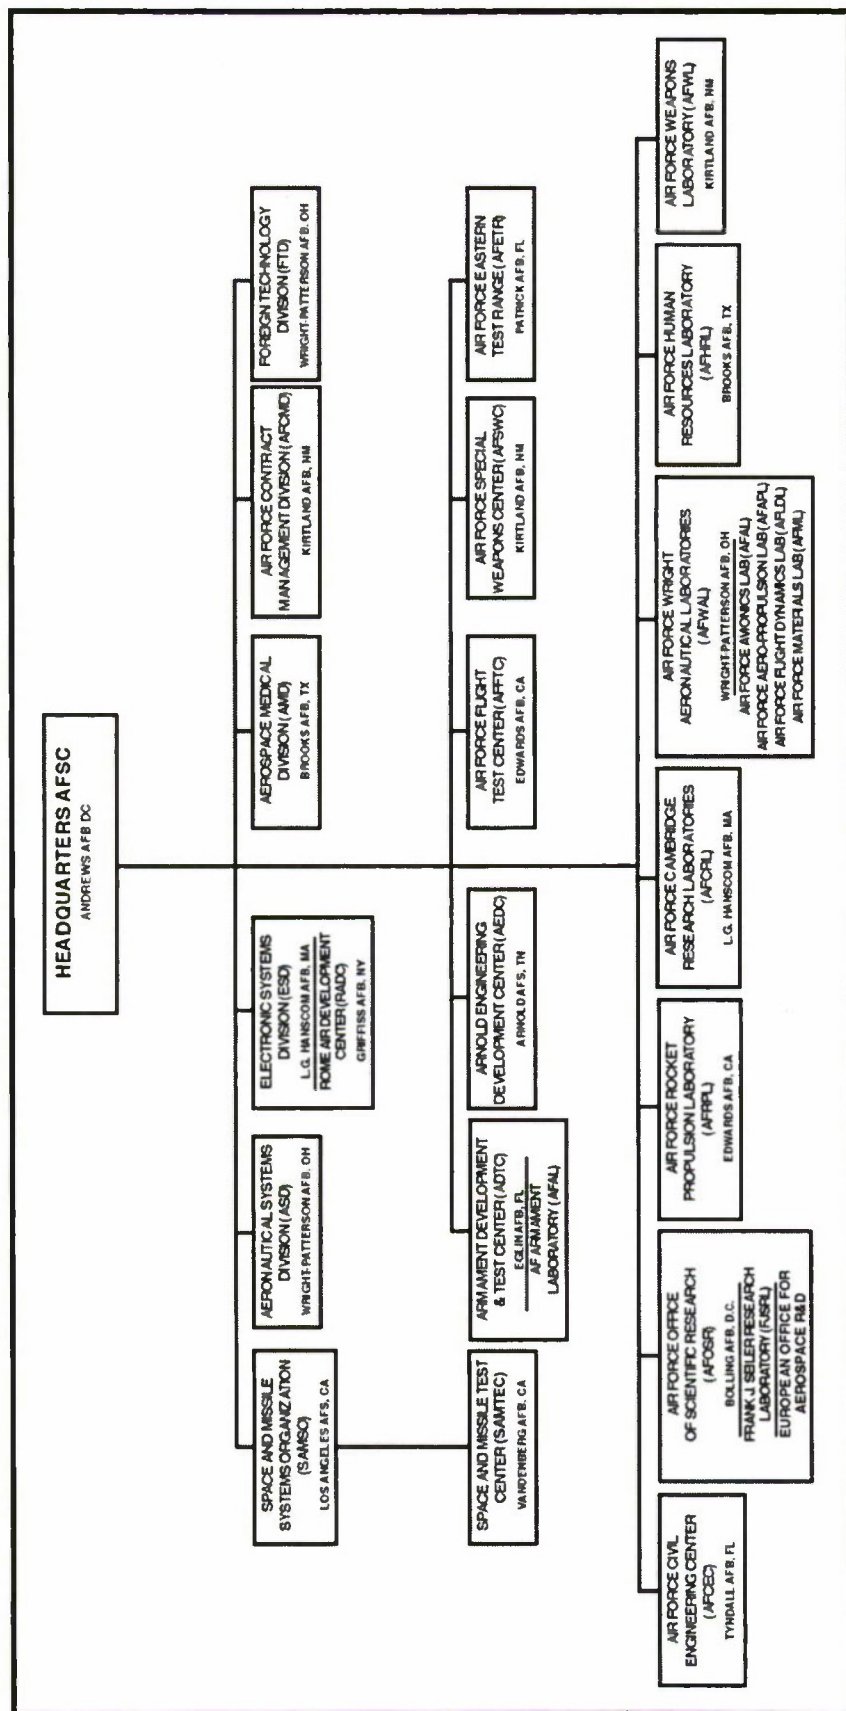 HEADQUARTERS AFSC
ANDREWS AFB DC
SPACE AND MISSILE
SYSTEMS ORGANIZATION
(SAMSO)
LOS ANGELES AFS, CA
AERONAUTICAL SYSTEMS
DIVISION (ASD)
WRIGHT-PATTERSON AFB, OH
ELECTRONIC SYSTEMS
DIVISION (ESD)
L.G. HANSCOM AFB, MA
ROME AIR DEVELOPMENT
CENTER (RADC)
GRIFFISS AFB, NY
AEROSPACE MEDICAL
DIVISION (AMD)
BROOKS AFB, TX
AIR FORCE CONTRACT
MANAGEMENT DIVISION (AFCMD)
KIRTLAND AFB, NM
FOREIGN TECHNOLOGY
DIVISION (FTD)
WRIGHT-PATTERSON AFB, OH
SPACE AND MISSILE TEST
CENTER (SAMTEC)
VANDENBERG AFB, CA
ARMAMENT DEVELOPMENT
& TEST CENTER (ADTC)
EGLIN AFB, FL
AF ARMAMENT
LABORATORY (AFAL)
ARNOLD ENGINEERING
DEVELOPMENT CENTER (AEDC)
ARNOLD AFS, TN
AIR FORCE FLIGHT
TEST CENTER (AFFTC)
EDWARDS AFB, CA
AIR FORCE SPECIAL
WEAPONS CENTER (AFSWC)
KIRTLAND AFB, NM
AIR FORCE EASTERN
TEST RANGE (AFETR)
PATRICK AFB, FL
AIR FORCE CIVIL
ENGINEERING CENTER
(AFCEC)
TYNDALL AFB, FL
AIR FORCE OFFICE
OF SCIENTIFIC RESEARCH
(AFOSR)
BOLLING AFB, D.C.
FRANK J. SEILER RESEARCH
LABORATORY (FJSRL)
EUROPEAN OFFICE FOR
AEROSPACE R&D
AIR FORCE ROCKET
PROPULSION LABORATORY
(AFRPL)
EDWARDS AFB, CA
AIR FORCE CAMBRIDGE
RESEARCH LABORATORIES
(AFCRL)
L.G. HANSCOM AFB, MA
AIR FORCE WRIGHT
AERONAUTICAL LABORATORIES
(AFWAL)
WRIGHT-PATTERSON AFB, OH
AIR FORCE AVIONICS LAB (AFAL)
AIR FORCE AERO-PROPULSION LAB (AFAPL)
AIR FORCE FLIGHT DYNAMICS LAB (AFLDL)
AIR FORCE MATERIALS LAB (AFML)
AIR FORCE HUMAN
RESOURCES LABORATORY
(AFHRL)
BROOKS AFB, TX
AIR FORCE WEAPONS
LABORATORY (AFWL)
KIRTLAND AFB, NM